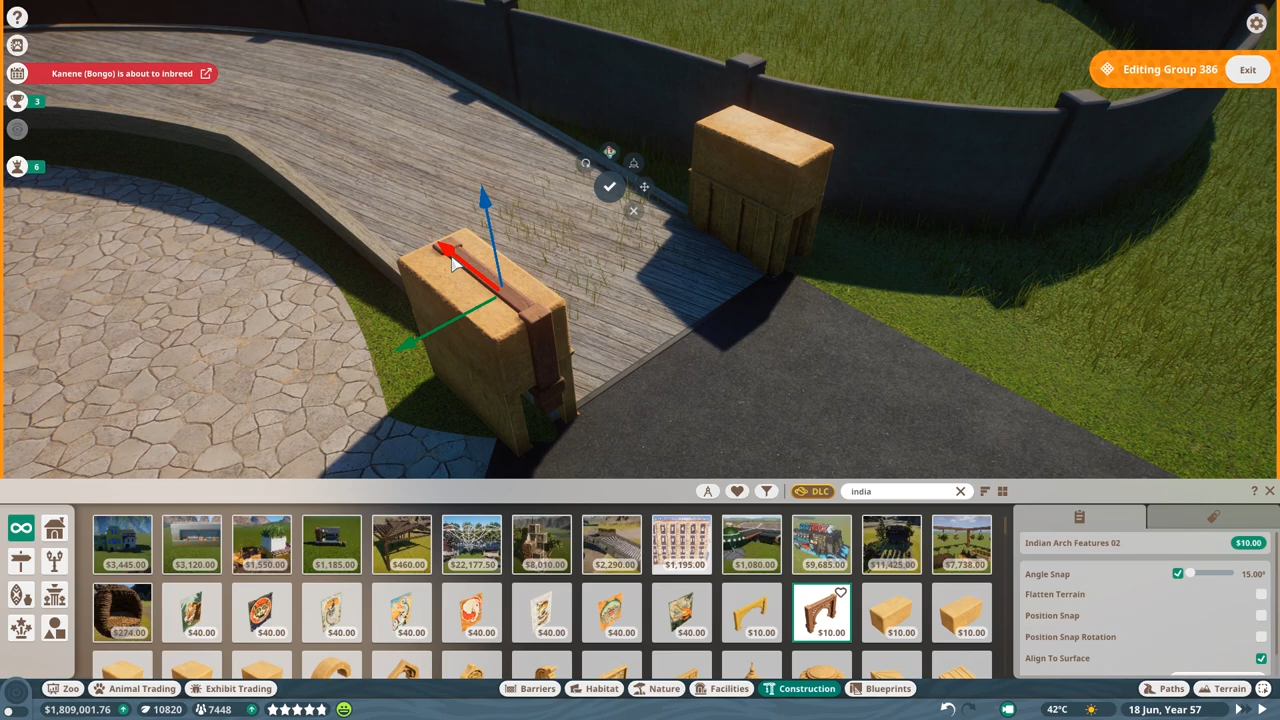 ?
Kanene (Bongo) is about to inbreed
3
6
Editing Group 386
Exit
DLC
india
?
$3,445.00
$3,120.00
$1,550.00
$1,185.00
$460.00
$22,177.50
$8,010.00
$2,290.00
$1,195.00
$1,080.00
$9,685.00
$11,425.00
$7,738.00
$274.00
$40.00
$40.00
$40.00
$40.00
$40.00
$40.00
$40.00
$40.00
$10.00
$10.00
$10.00
$10.00
Indian Arch Features 02
$10.00
Angle Snap
15.00°
Flatten Terrain
Position Snap
Position Snap Rotation
Align To Surface
Zoo
Animal Trading
Exhibit Trading
Barriers
Habitat
Nature
Facilities
Construction
Blueprints
Paths
Terrain
$1,809,001.76
10820
7448
42°C
18 Jun, Year 57